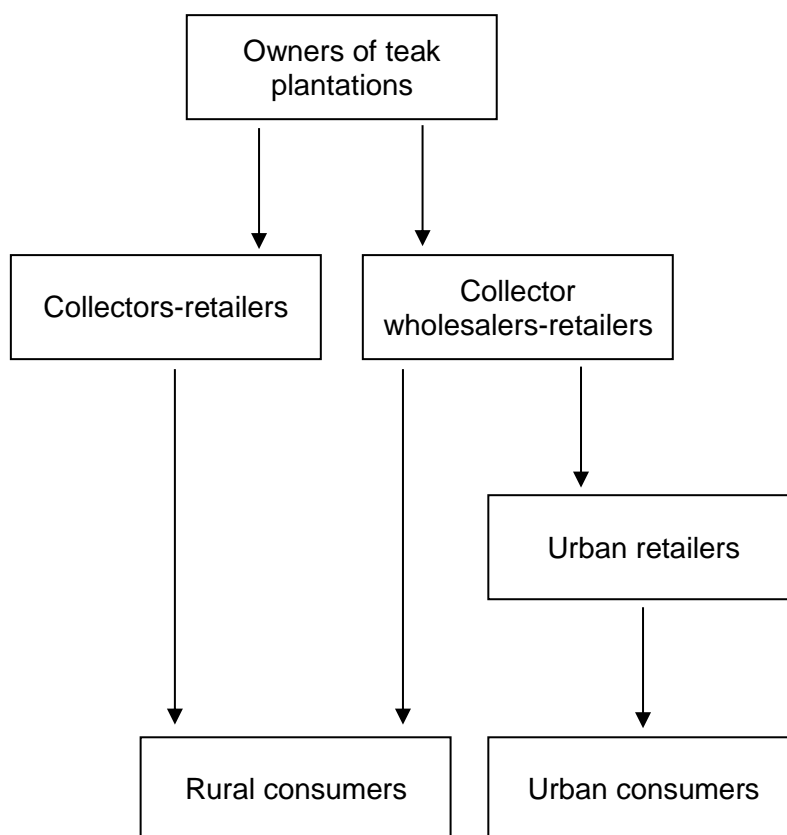 Owners of teak
plantations
Collectors-retailers
Collector
wholesalers-retailers
Urban retailers
Rural consumers
Urban consumers